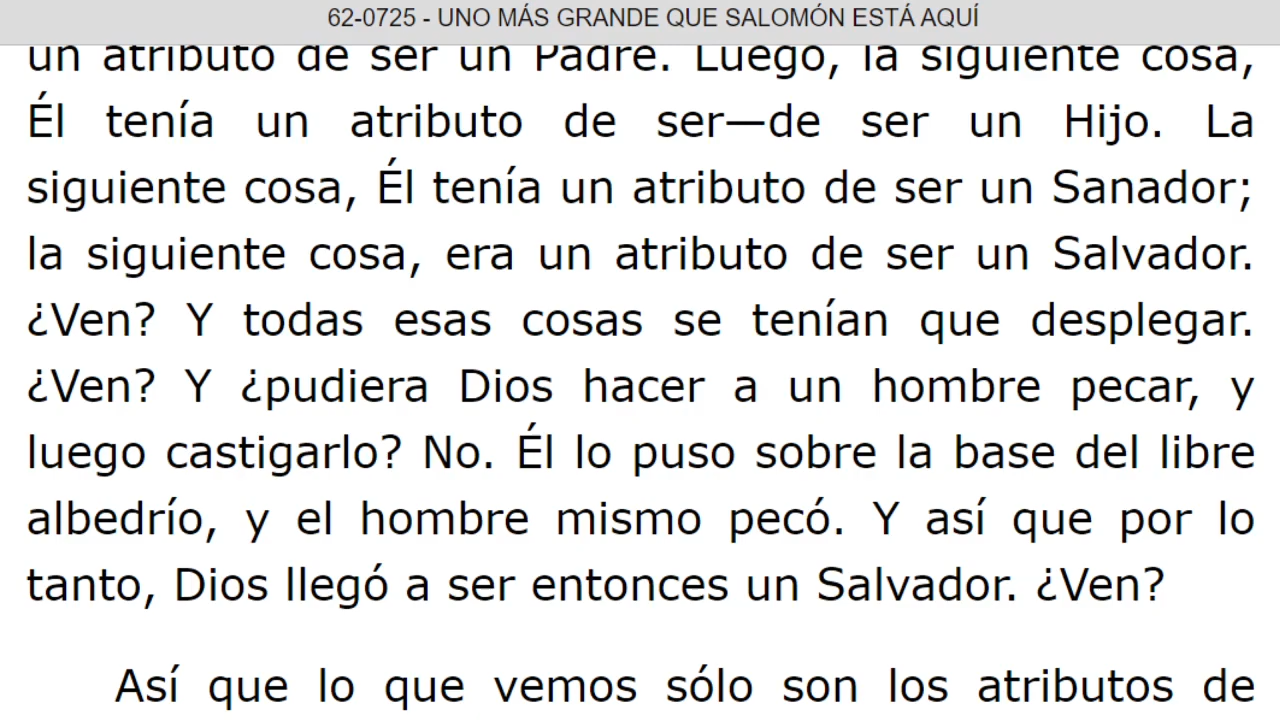 62-0725 - UNO MÁS GRANDE QUE SALOMÓN ESTÁ AQUÍ
un atributo de ser un Padre. Luego, la siguiente cosa,
Él tenía un atributo de ser—de ser un Hijo. La
siguiente cosa, Él tenía un atributo de ser un Sanador;
la siguiente cosa, era un atributo de ser un Salvador.
¿Ven? Y todas esas cosas se tenían que desplegar.
¿Ven? Y ¿pudiera Dios hacer a un hombre pecar, y
luego castigarlo? No. Él lo puso sobre la base del libre
albedrío, y el hombre mismo pecó. Y así que por lo
tanto, Dios llegó a ser entonces un Salvador. ¿Ven?
Así que lo que vemos sólo son los atributos de